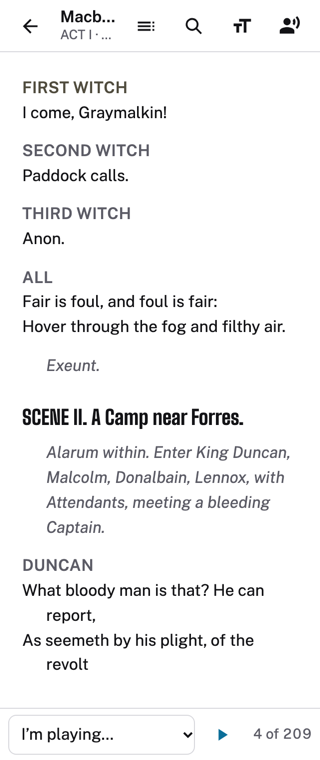 Macb...
ACT I · ...
FIRST WITCH
I come, Graymalkin!
SECOND WITCH
Paddock calls.
THIRD WITCH
Anon.
ALL
Fair is foul, and foul is fair:
Hover through the fog and filthy air.
Exeunt.
SCENE II. A Camp near Forres.
Alarum within. Enter King Duncan,
Malcolm, Donalbain, Lennox, with
Attendants, meeting a bleeding
Captain.
DUNCAN
What bloody man is that? He can
report,
As seemeth by his plight, of the
revolt
I'm playing...
4 of 209